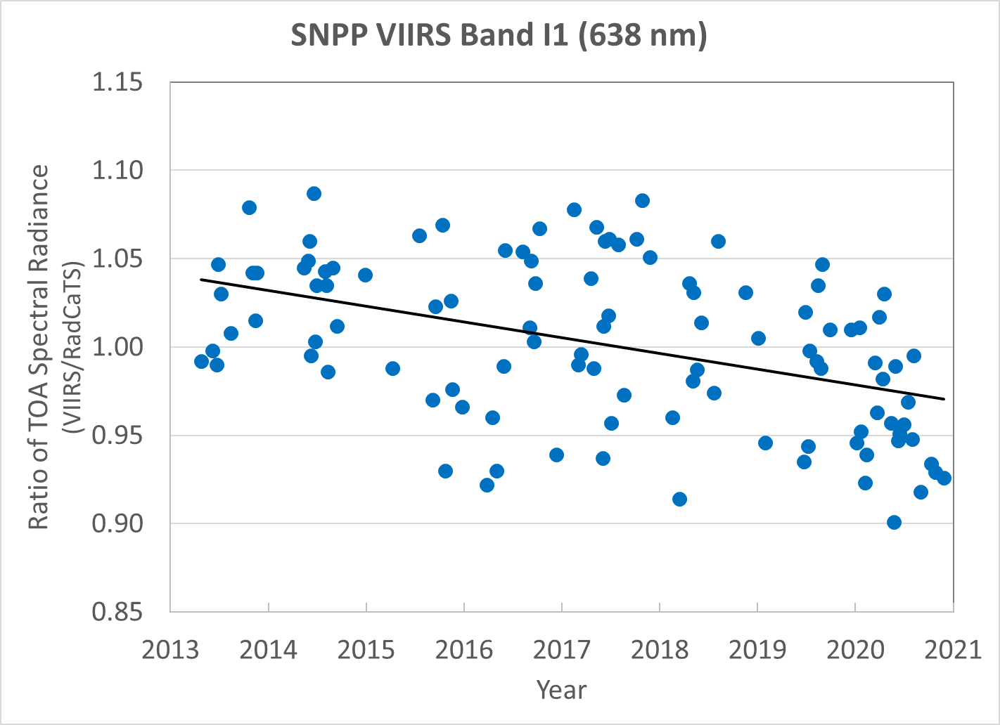 SNPP VIIRS Band I1 (638 nm)
Ratio of TOA Spectral Radiance
(VIIRS/RadCaTS)
1.15
1.10
1.05
1.00
0.95
0.90
0.85
2013 2014 2015 2016 2017 2018 2019 2020 2021
Year